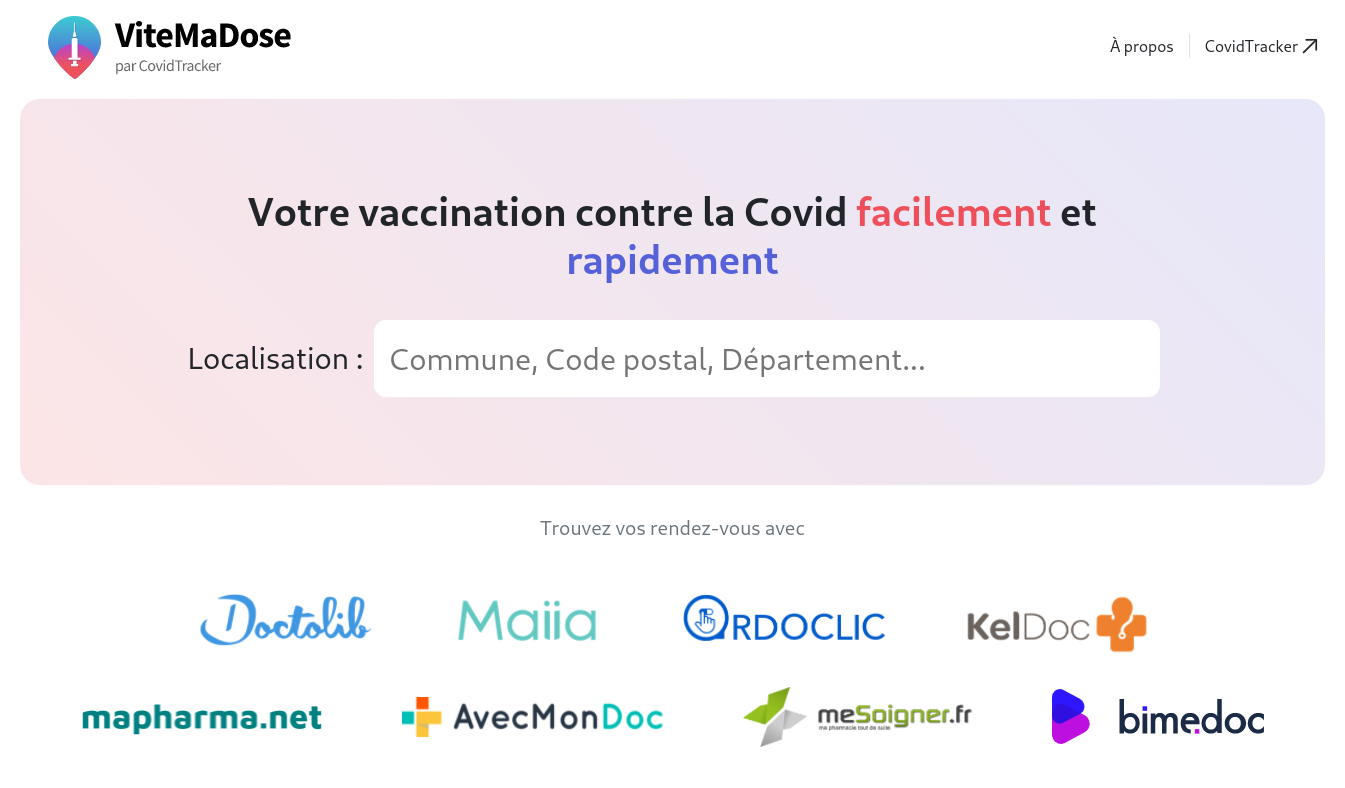 ViteMaDose
par CovidTracker
À propos
CovidTracker
Votre vaccination contre la Covid facilement et
rapidement
Localisation :
Commune, Code postal, Département...
Trouvez vos rendez-vous avec
Doctolib
Maiia
ORDOCLIC
KelDoc
mapharma.net
AvecMonDoc
meSoigner.fr
ma pharmacie tout de suite
bimedoc